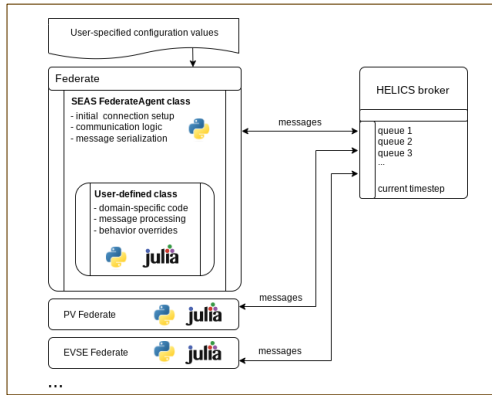 User-specified configuration values
Federate
SEAS FederateAgent class
- initial connection setup
- communication logic
- message serialization
User-defined class
- domain-specific code
- message processing
- behavior overrides
julia
PV Federate
julia
EVSE Federate
julia
...
messages
messages
messages
HELICS broker
queue 1
queue 2
queue 3
...
current timestep